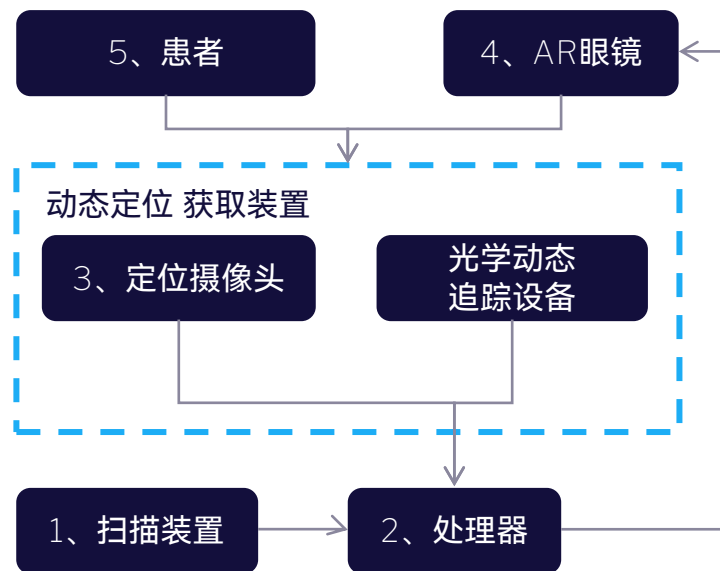 5、患者
4、AR眼镜
动态定位 获取装置
3、定位摄像头
光学动态
追踪设备
1、扫描装置
2、处理器